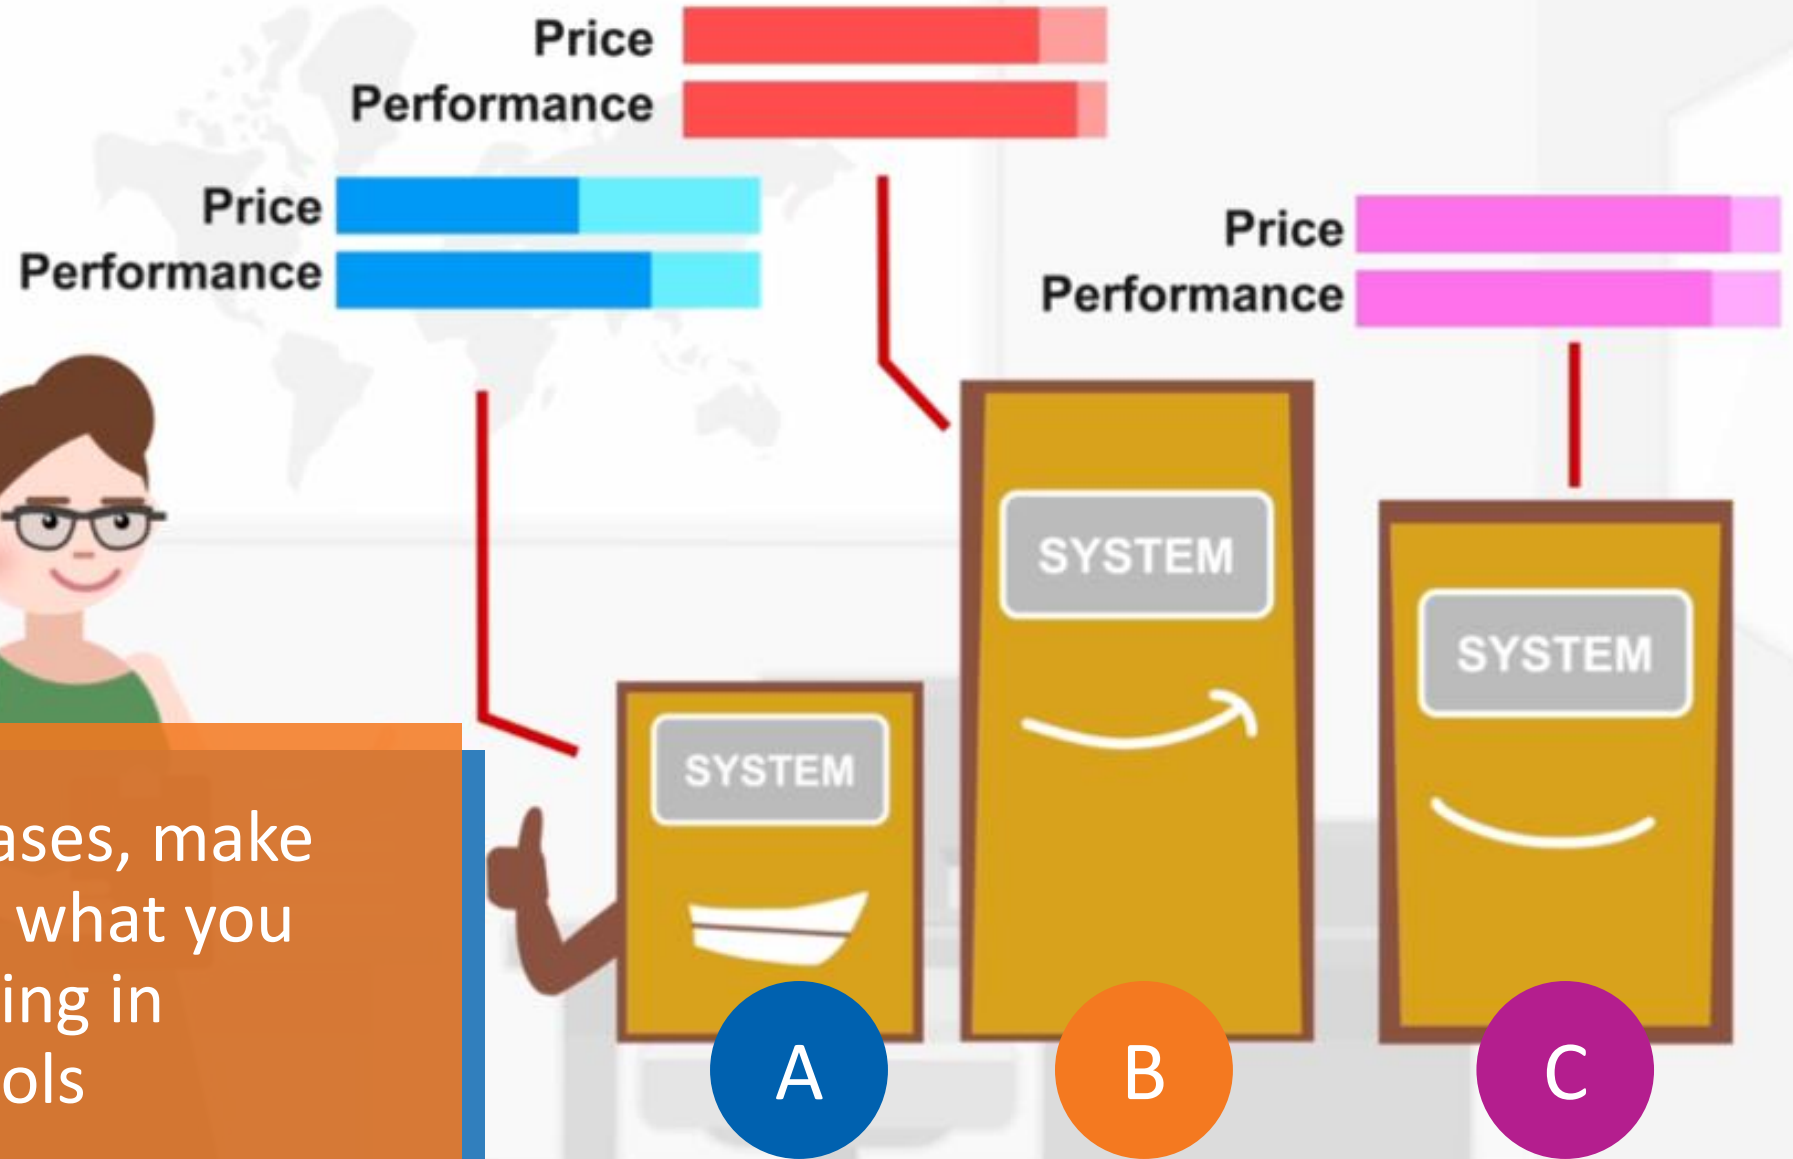 Price
Performance
Price
Performance
Price
Performance
SYSTEM
SYSTEM
SYSTEM
ases, make
what you
ing in
ols
A
B
C